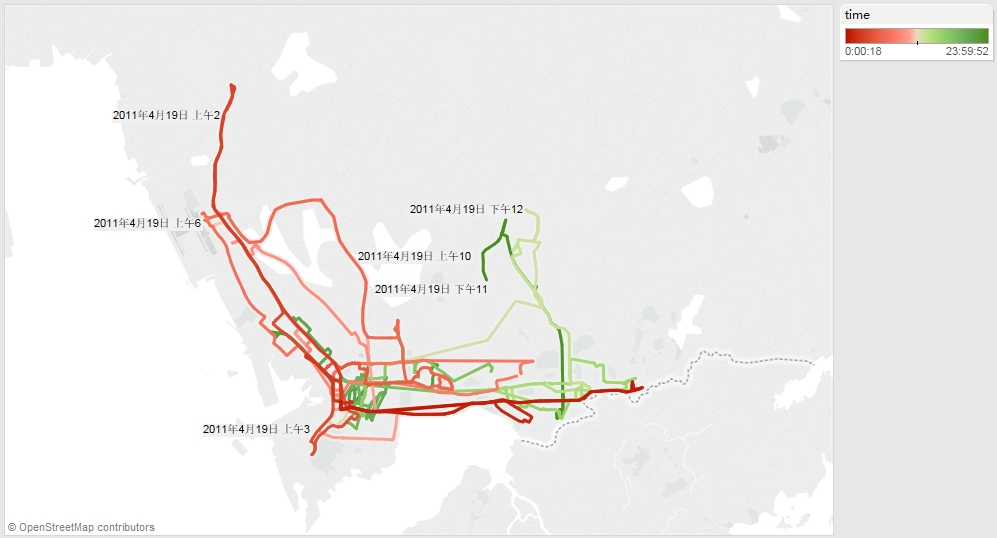 time
0:00:18 23:59:52
2011年4月19日 上午2
2011年4月19日 下午12
2011年4月19日 上午6
2011年4月19日 上午10
2011年4月19日 下午11
2011年4月19日 上午3
© OpenStreetMap contributors